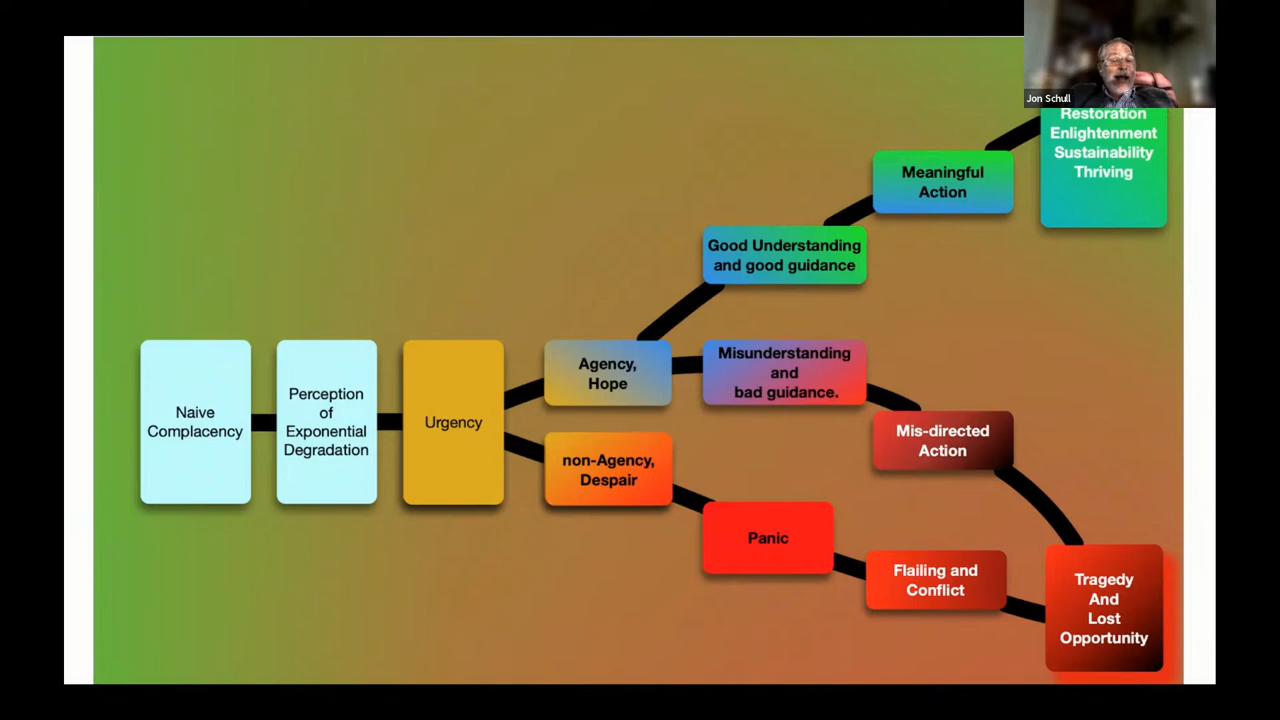 Jon Schull
Restoration
Enlightenment
Sustainability
Thriving
Meaningful
Action
Good Understanding
and good guidance
Agency,
Hope
Misunderstanding
and
bad guidance.
Mis-directed
Action
Naive
Complacency
Perception
of
Exponential
Degradation
Urgency
non-Agency,
Despair
Panic
Flailing and
Conflict
Tragedy
And
Lost
Opportunity